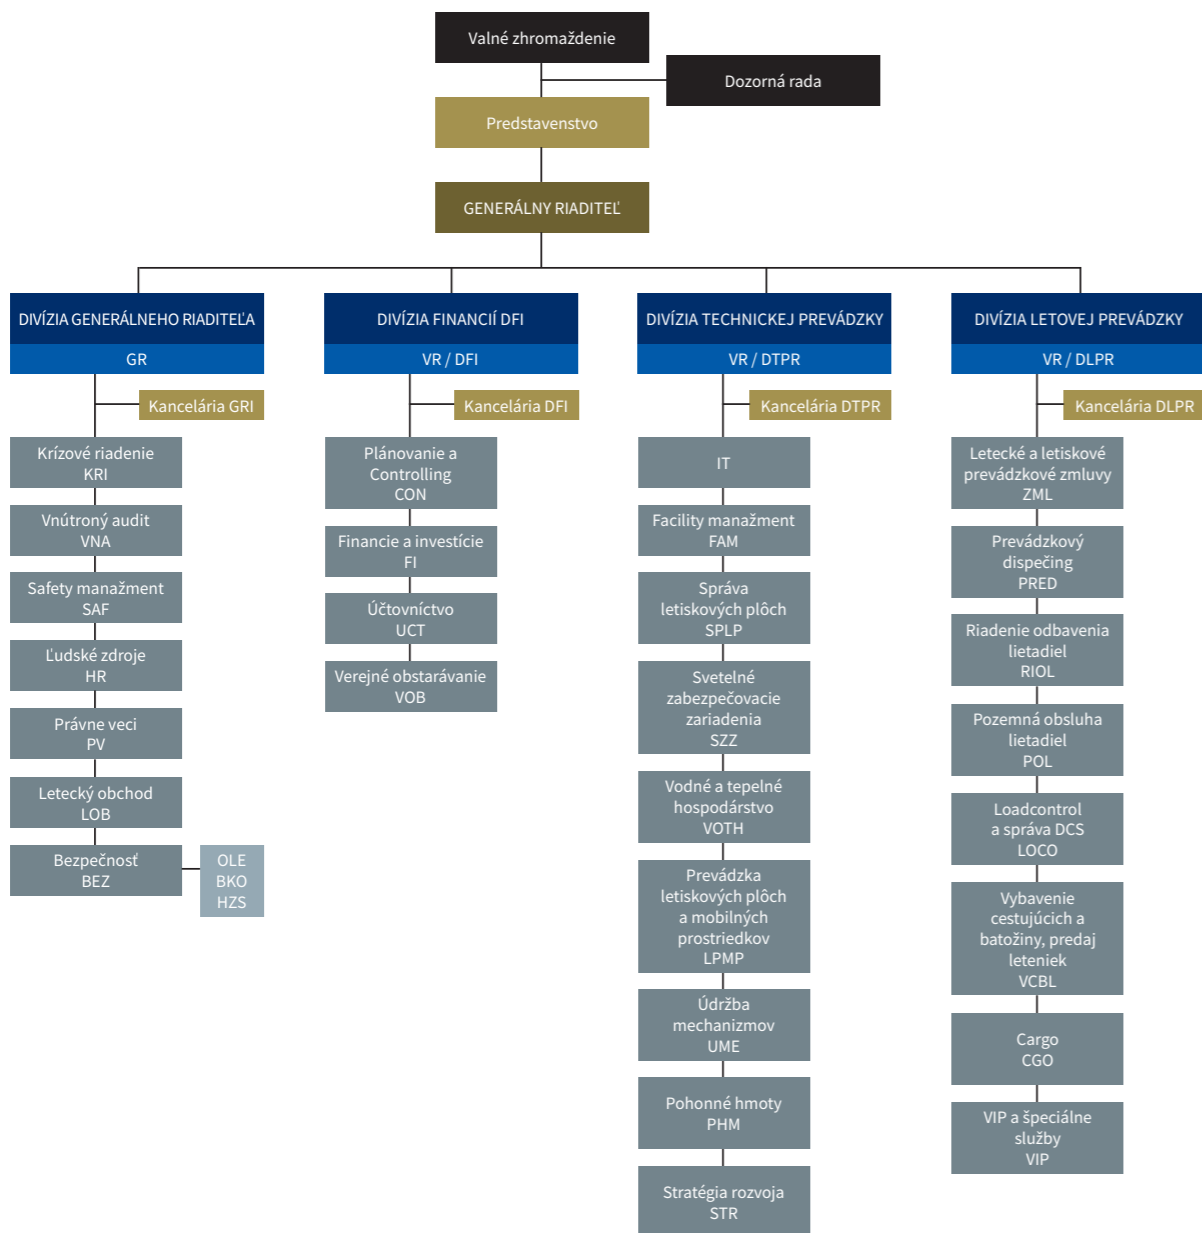 Valné zhromaždenie
Dozorná rada
Predstavenstvo
GENERÁLNY RIADITEĽ
DIVÍZIA GENERÁLNEHO RIADITEĽA
GR
Kancelária GRI
Krízové riadenie
KRI
Vnútroný audit
VNA
Safety manažment
SAF
Ľudské zdroje
HR
Právne veci
PV
Letecký obchod
LOB
Bezpečnosť
BEZ
OLE
BKO
HZS
DIVÍZIA FINANCIÍ DFI
VR / DFI
Kancelária DFI
Plánovanie a
Controlling
CON
Financie a investície
FI
Účtovníctvo
UCT
Verejné obstarávanie
VOB
DIVÍZIA TECHNICKEJ PREVÁDZKY
VR / DTPR
Kancelária DTPR
IT
Facility manažment
FAM
Správa
letiskových plôch
SPLP
Svetelné
zabezpečovacie
zariadenia
SZZ
Vodné a tepelné
hospodárstvo
VOTH
Prevádzka
letiskových plôch
a mobilných
prostriedkov
LPMP
Údržba
mechanizmov
UME
Pohonné hmoty
PHM
Stratégia rozvoja
STR
DIVÍZIA LETOVEJ PREVÁDZKY
VR / DLPR
Kancelária DLPR
Letecké a letiskové
prevádzkové zmluvy
ZML
Prevádzkový
dispečing
PRED
Riadenie odbavenia
lietadiel
RIOL
Pozemná obsluha
lietadiel
POL
Loadcontrol
a správa DCS
LOCO
Vybavenie
cestujúcich a
batožiny, predaj
leteniek
VCBL
Cargo
CGO
VIP a špeciálne
služby
VIP